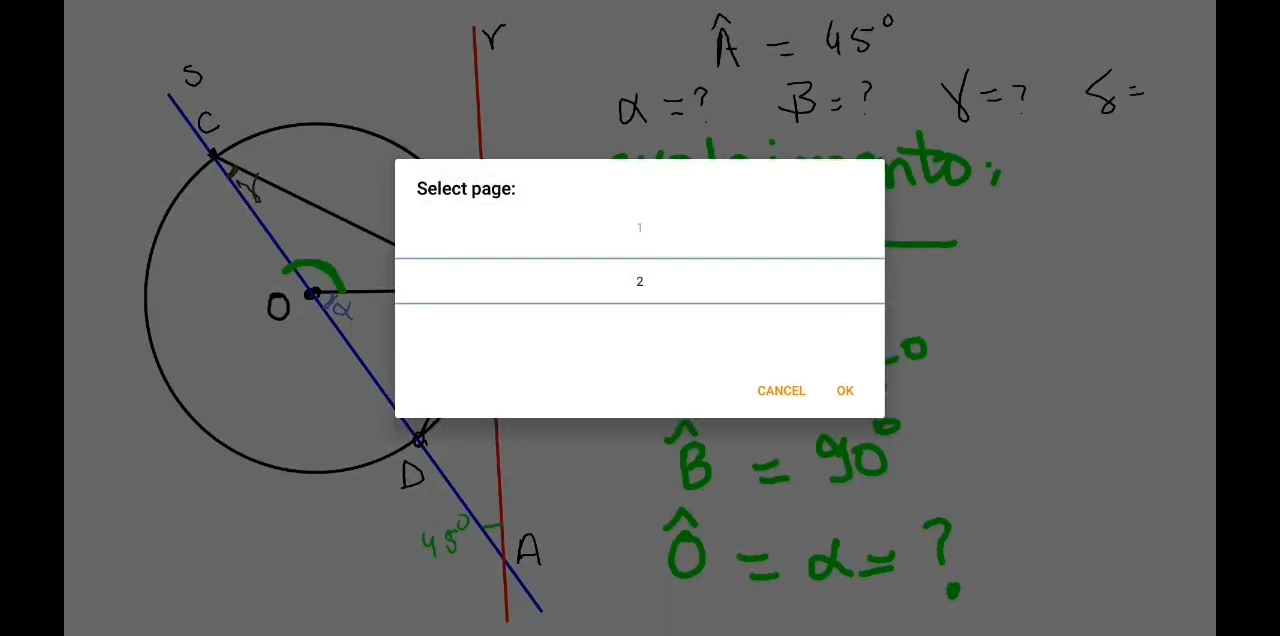 r
Â = 45°
S
α = ? β = ? γ = ? δ =
C
Select page:
γ
1
2
O
α
CANCEL OK
B̂ = 90°
D
45°
A
Ô = α = ?